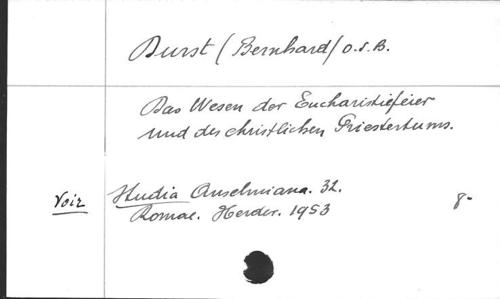 Durst (Bernhard) O.S.B.
Das Wesen der Eucharistiefeier
und des christlichen Priestertums.
Voir Studia Anselmiana. 32.
Romae. Herder. 1953 8-